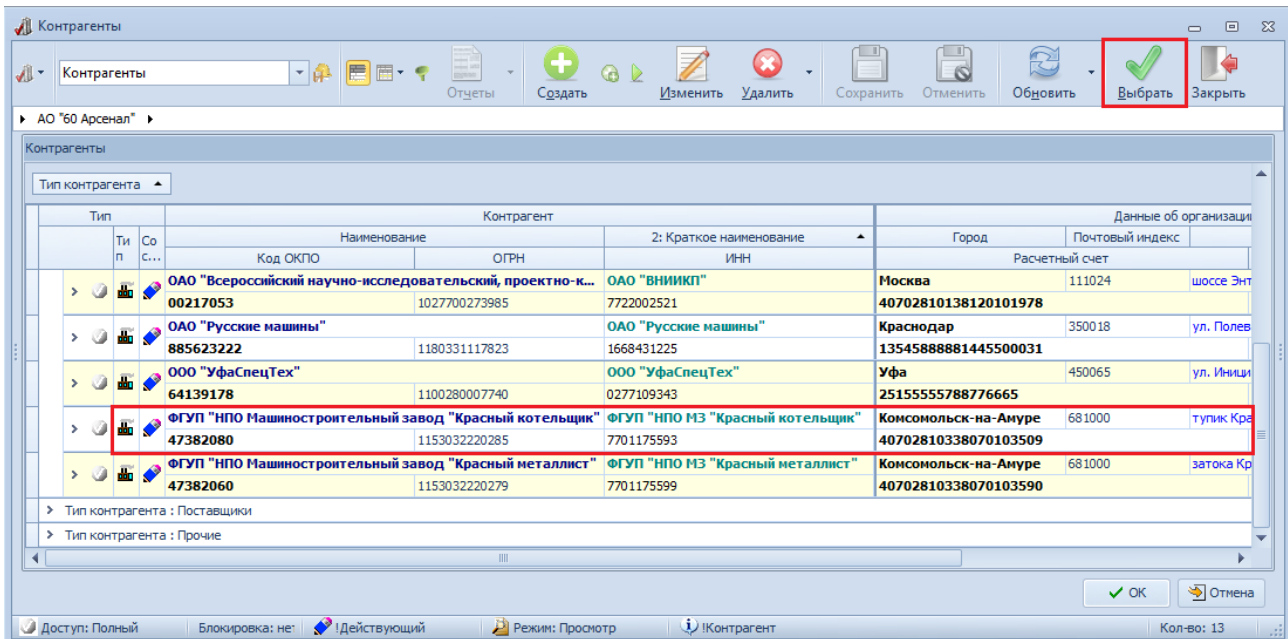 Контрагенты
Контрагенты
Отчеты
Создать
Изменить
Удалить
Сохранить
Отменить
Обновить
Выбрать
Закрыть
АО "60 Арсенал"
Контрагенты
Тип контрагента
Тип Контрагент Данные об организации
Ти п Со с... Наименование 2: Краткое наименование Город Почтовый индекс
Код ОКПО ОГРН ИНН Расчетный счет
ОАО "Всероссийский научно-исследовательский, проектно-к... ОАО "ВНИИКП" Москва 111024 шоссе Энт
00217053 1027700273985 7722002521 40702810138120101978
ОАО "Русские машины" ОАО "Русские машины" Краснодар 350018 ул. Полев
885623222 1180331117823 1668431225 13545888881445500031
ООО "УфаСпецТех" ООО "УфаСпецТех" Уфа 450065 ул. Иници
64139178 1100280007740 0277109343 25155555788776665
ФГУП "НПО Машиностроительный завод "Красный котельщик" ФГУП "НПО МЗ "Красный котельщик" Комсомольск-на-Амуре 681000 тупик Кра
47382080 1153032220285 7701175593 40702810338070103509
ФГУП "НПО Машиностроительный завод "Красный металлист" ФГУП "НПО МЗ "Красный металлист" Комсомольск-на-Амуре 681000 затока Кр
47382060 1153032220279 7701175599 40702810338070103590
Тип контрагента : Поставщики
Тип контрагента : Прочие
ОК
Отмена
Доступ: Полный Блокировка: нет !Действующий Режим: Просмотр !Контрагент Кол-во: 13